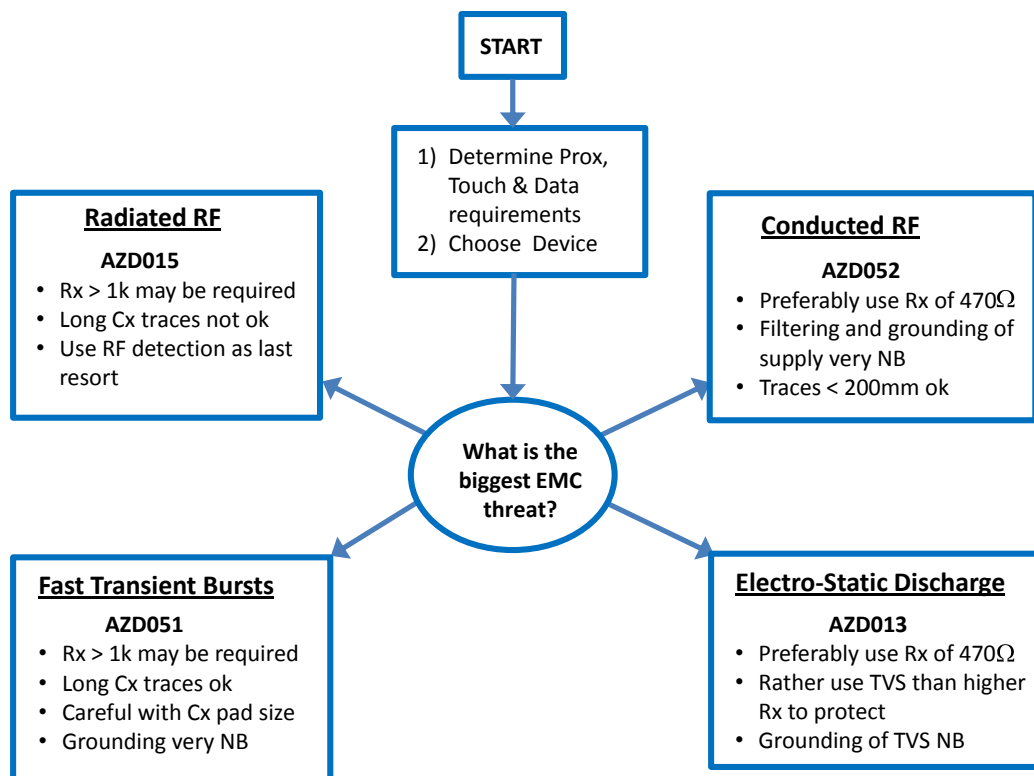 START
1) Determine Prox,
Touch & Data
requirements
2) Choose Device
Radiated RF
AZD015
• Rx > 1k may be required
• Long Cx traces not ok
• Use RF detection as last
resort
Conducted RF
AZD052
• Preferably use Rx of 470Ω
• Filtering and grounding of
supply very NB
• Traces < 200mm ok
What is the
biggest EMC
threat?
Fast Transient Bursts
AZD051
• Rx > 1k may be required
• Long Cx traces ok
• Careful with Cx pad size
• Grounding very NB
Electro-Static Discharge
AZD013
• Preferably use Rx of 470Ω
• Rather use TVS than higher
Rx to protect
• Grounding of TVS NB